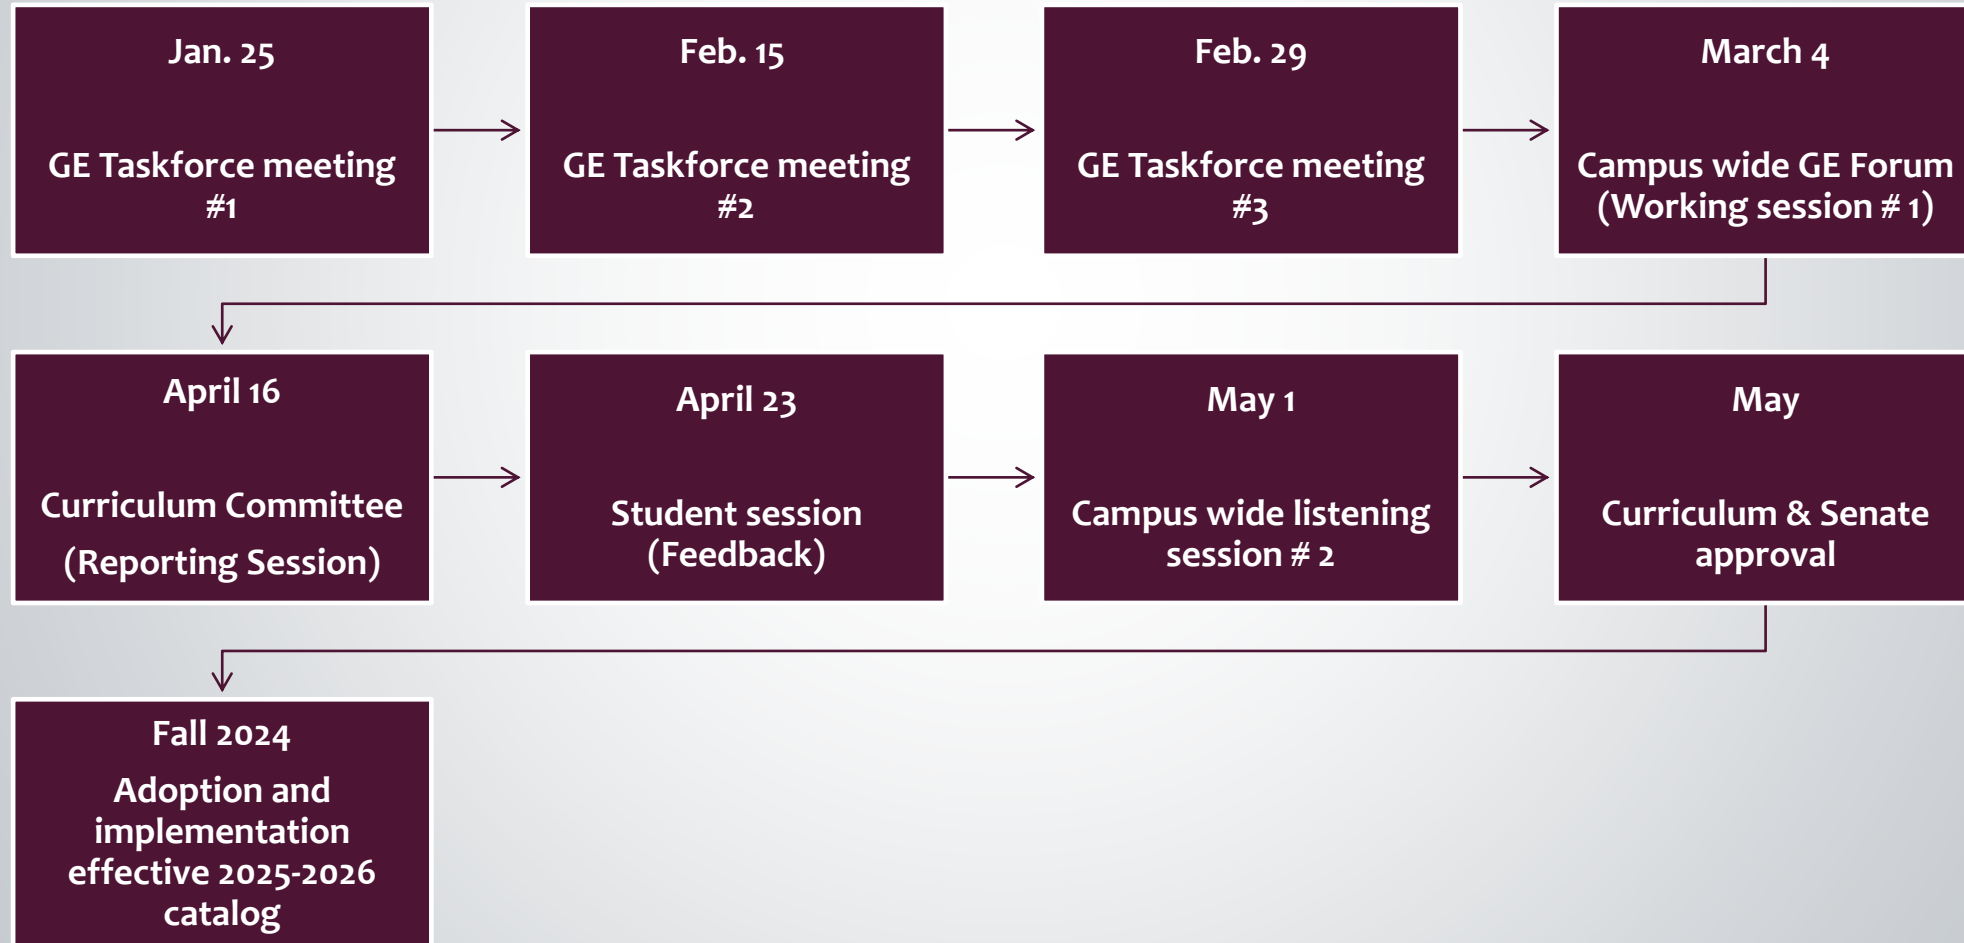 Jan. 25
GE Taskforce meeting
#1
Feb. 15
GE Taskforce meeting
#2
Feb. 29
GE Taskforce meeting
#3
March 4
Campus wide GE Forum
(Working session # 1)
April 16
Curriculum Committee
(Reporting Session)
April 23
Student session
(Feedback)
May 1
Campus wide listening
session # 2
May
Curriculum & Senate
approval
Fall 2024
Adoption and
implementation
effective 2025-2026
catalog